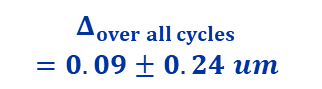 Δover all cycles
= 0.09 ± 0.24 um